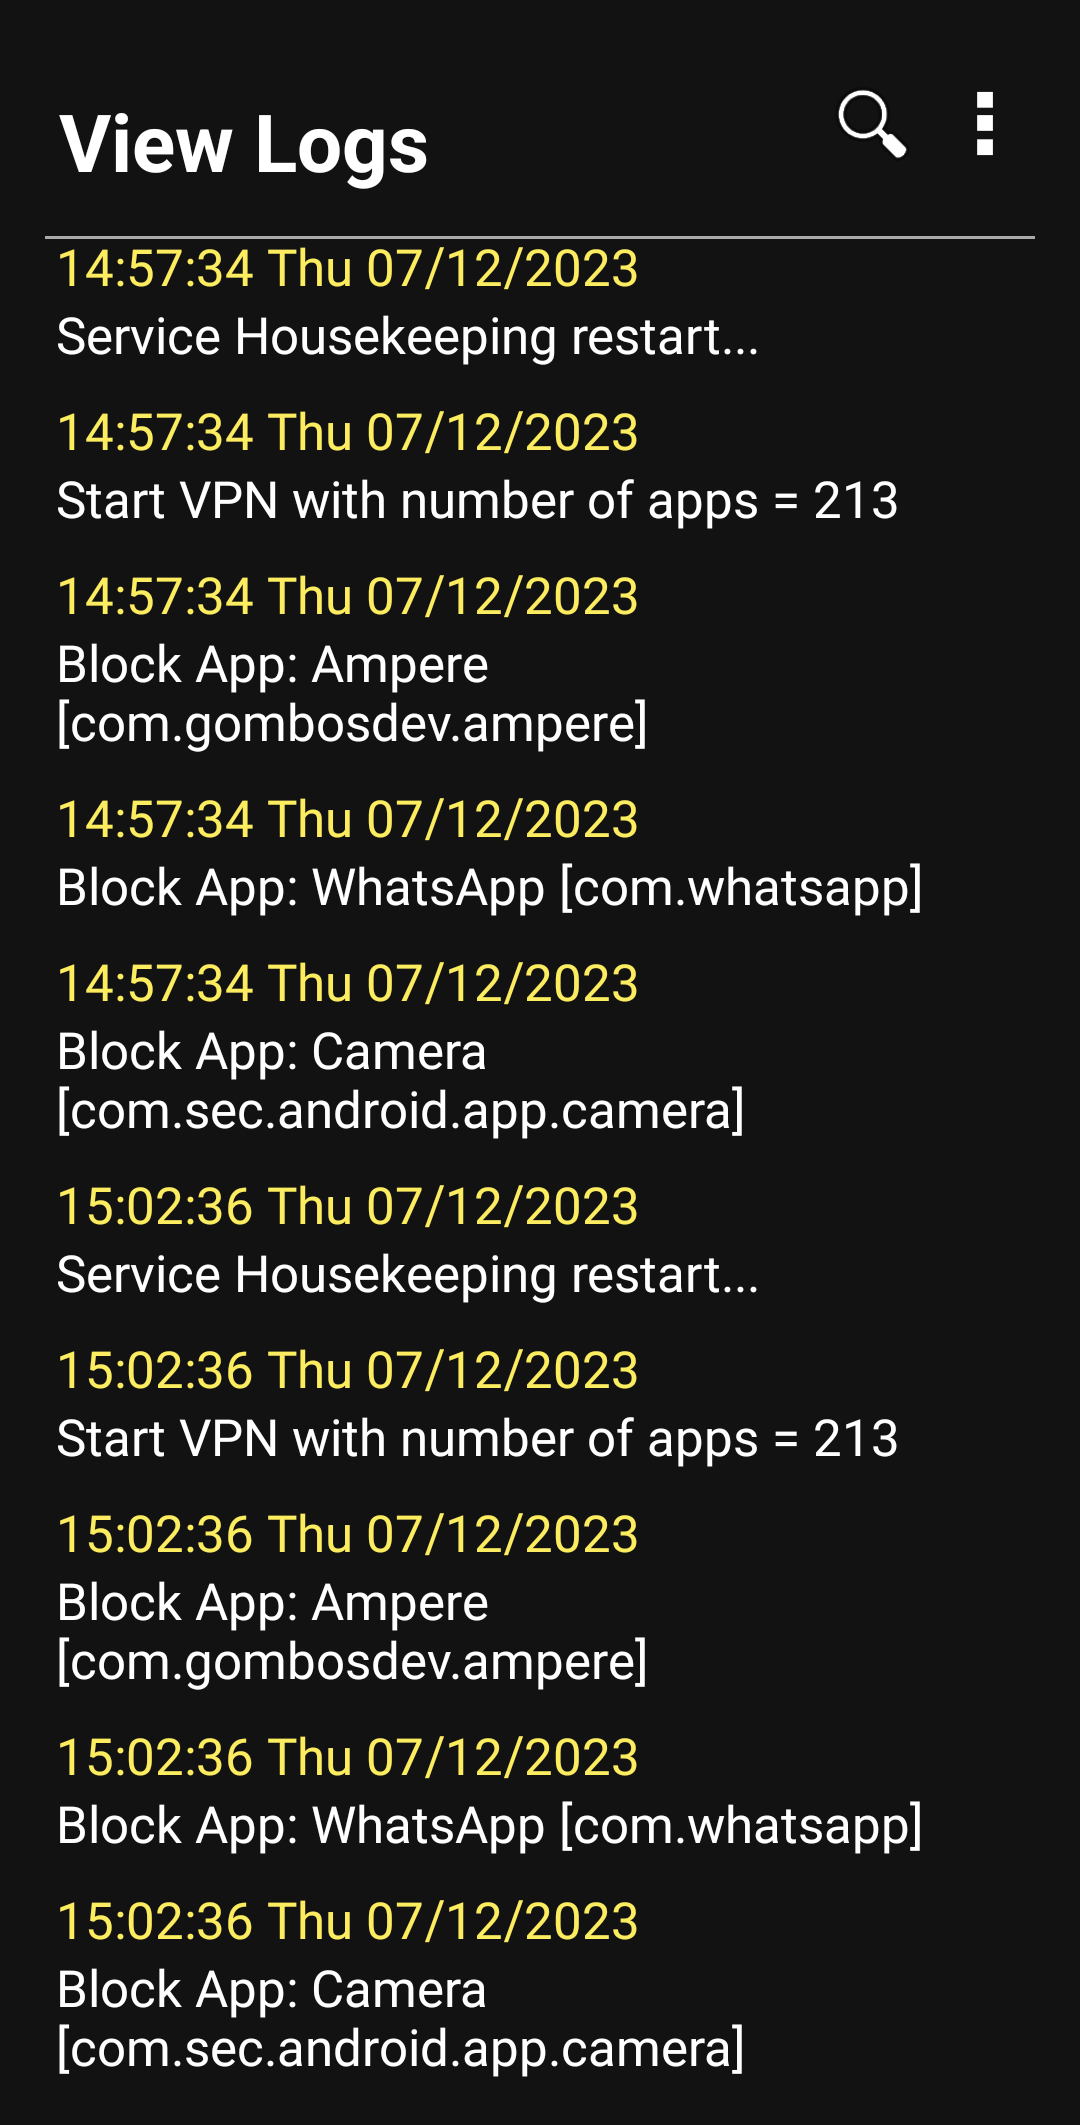 View Logs
14:57:34 Thu 07/12/2023
Service Housekeeping restart...
14:57:34 Thu 07/12/2023
Start VPN with number of apps = 213
14:57:34 Thu 07/12/2023
Block App: Ampere
[com.gombosdev.ampere]
14:57:34 Thu 07/12/2023
Block App: WhatsApp [com.whatsapp]
14:57:34 Thu 07/12/2023
Block App: Camera
[com.sec.android.app.camera]
15:02:36 Thu 07/12/2023
Service Housekeeping restart...
15:02:36 Thu 07/12/2023
Start VPN with number of apps = 213
15:02:36 Thu 07/12/2023
Block App: Ampere
[com.gombosdev.ampere]
15:02:36 Thu 07/12/2023
Block App: WhatsApp [com.whatsapp]
15:02:36 Thu 07/12/2023
Block App: Camera
[com.sec.android.app.camera]